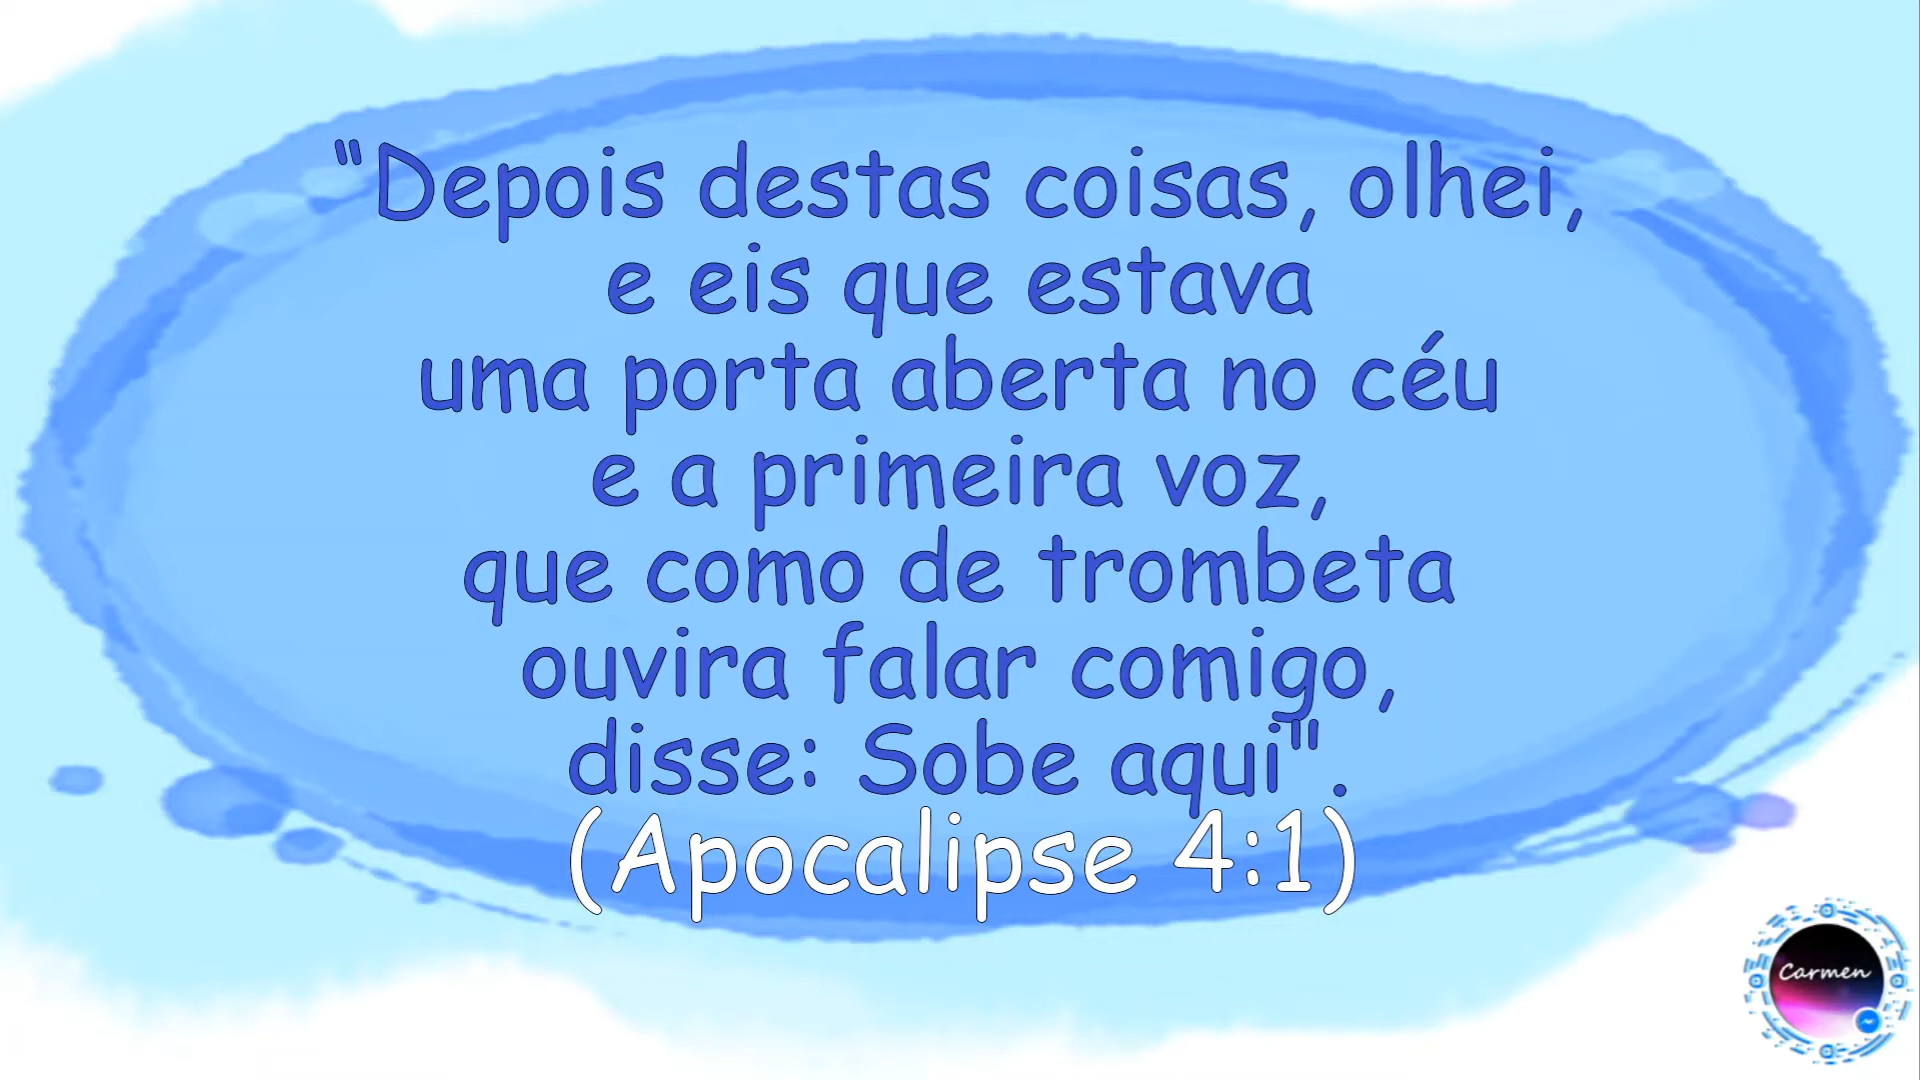 "Depois destas coisas, olhei,
e eis que estava
uma porta aberta no céu
e a primeira voz,
que como de trombeta
ouvira falar comigo,
disse: Sobe aqui".
(Apocalipse 4:1)
Carmen